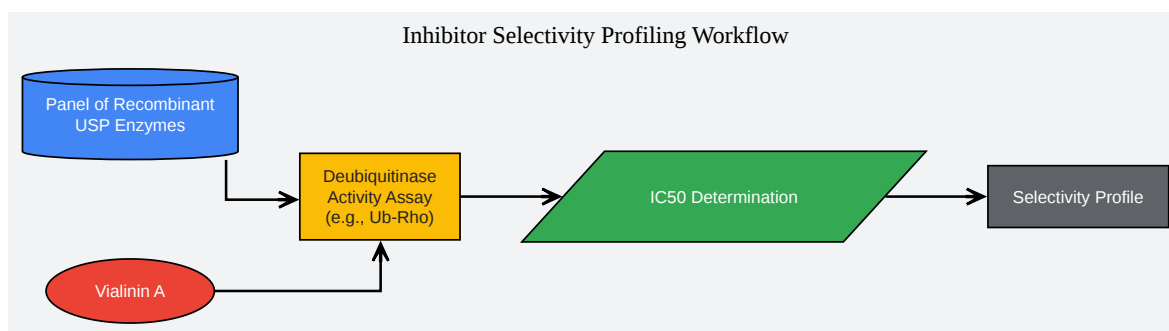 Inhibitor Selectivity Profiling Workflow
Panel of Recombinant
USP Enzymes
Deubiquitinase
Activity Assay
(e.g., Ub-Rho)
IC50 Determination
Selectivity Profile
Vialinin A